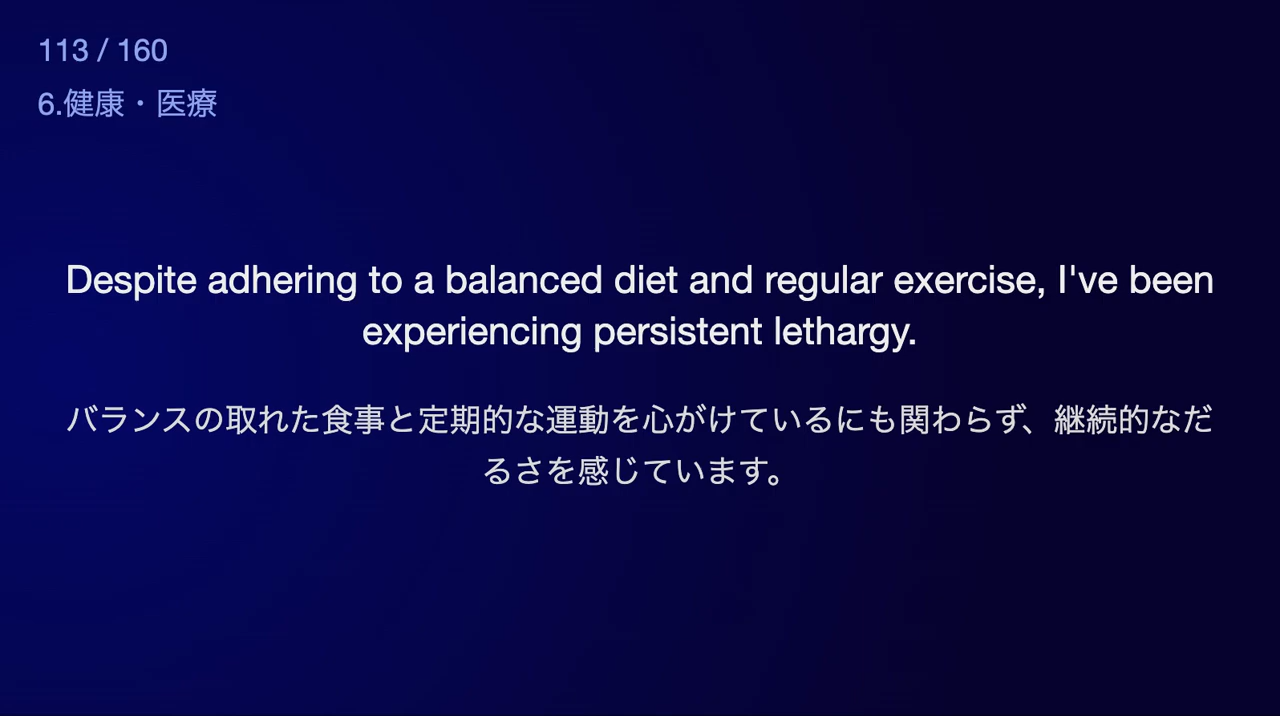 113 / 160
6.健康・医療
Despite adhering to a balanced diet and regular exercise, I've been
experiencing persistent lethargy.
バランスの取れた食事と定期的な運動を心がけているにも関わらず、継続的なだ
るさを感じています。